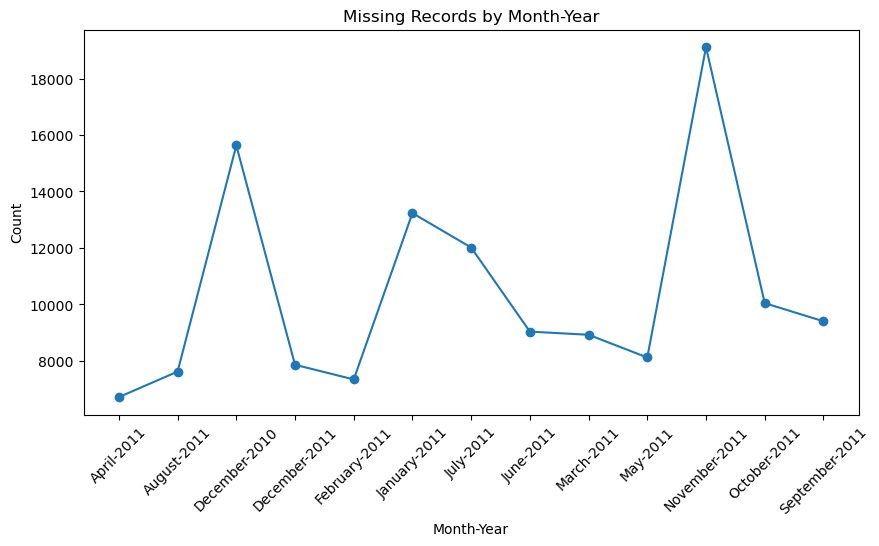 Missing Records by Month-Year
Count
18000
16000
14000
12000
10000
8000
April-2011
August-2011
December-2010
December-2011
February-2011
January-2011
July-2011
June-2011
March-2011
May-2011
November-2011
October-2011
September-2011
Month-Year